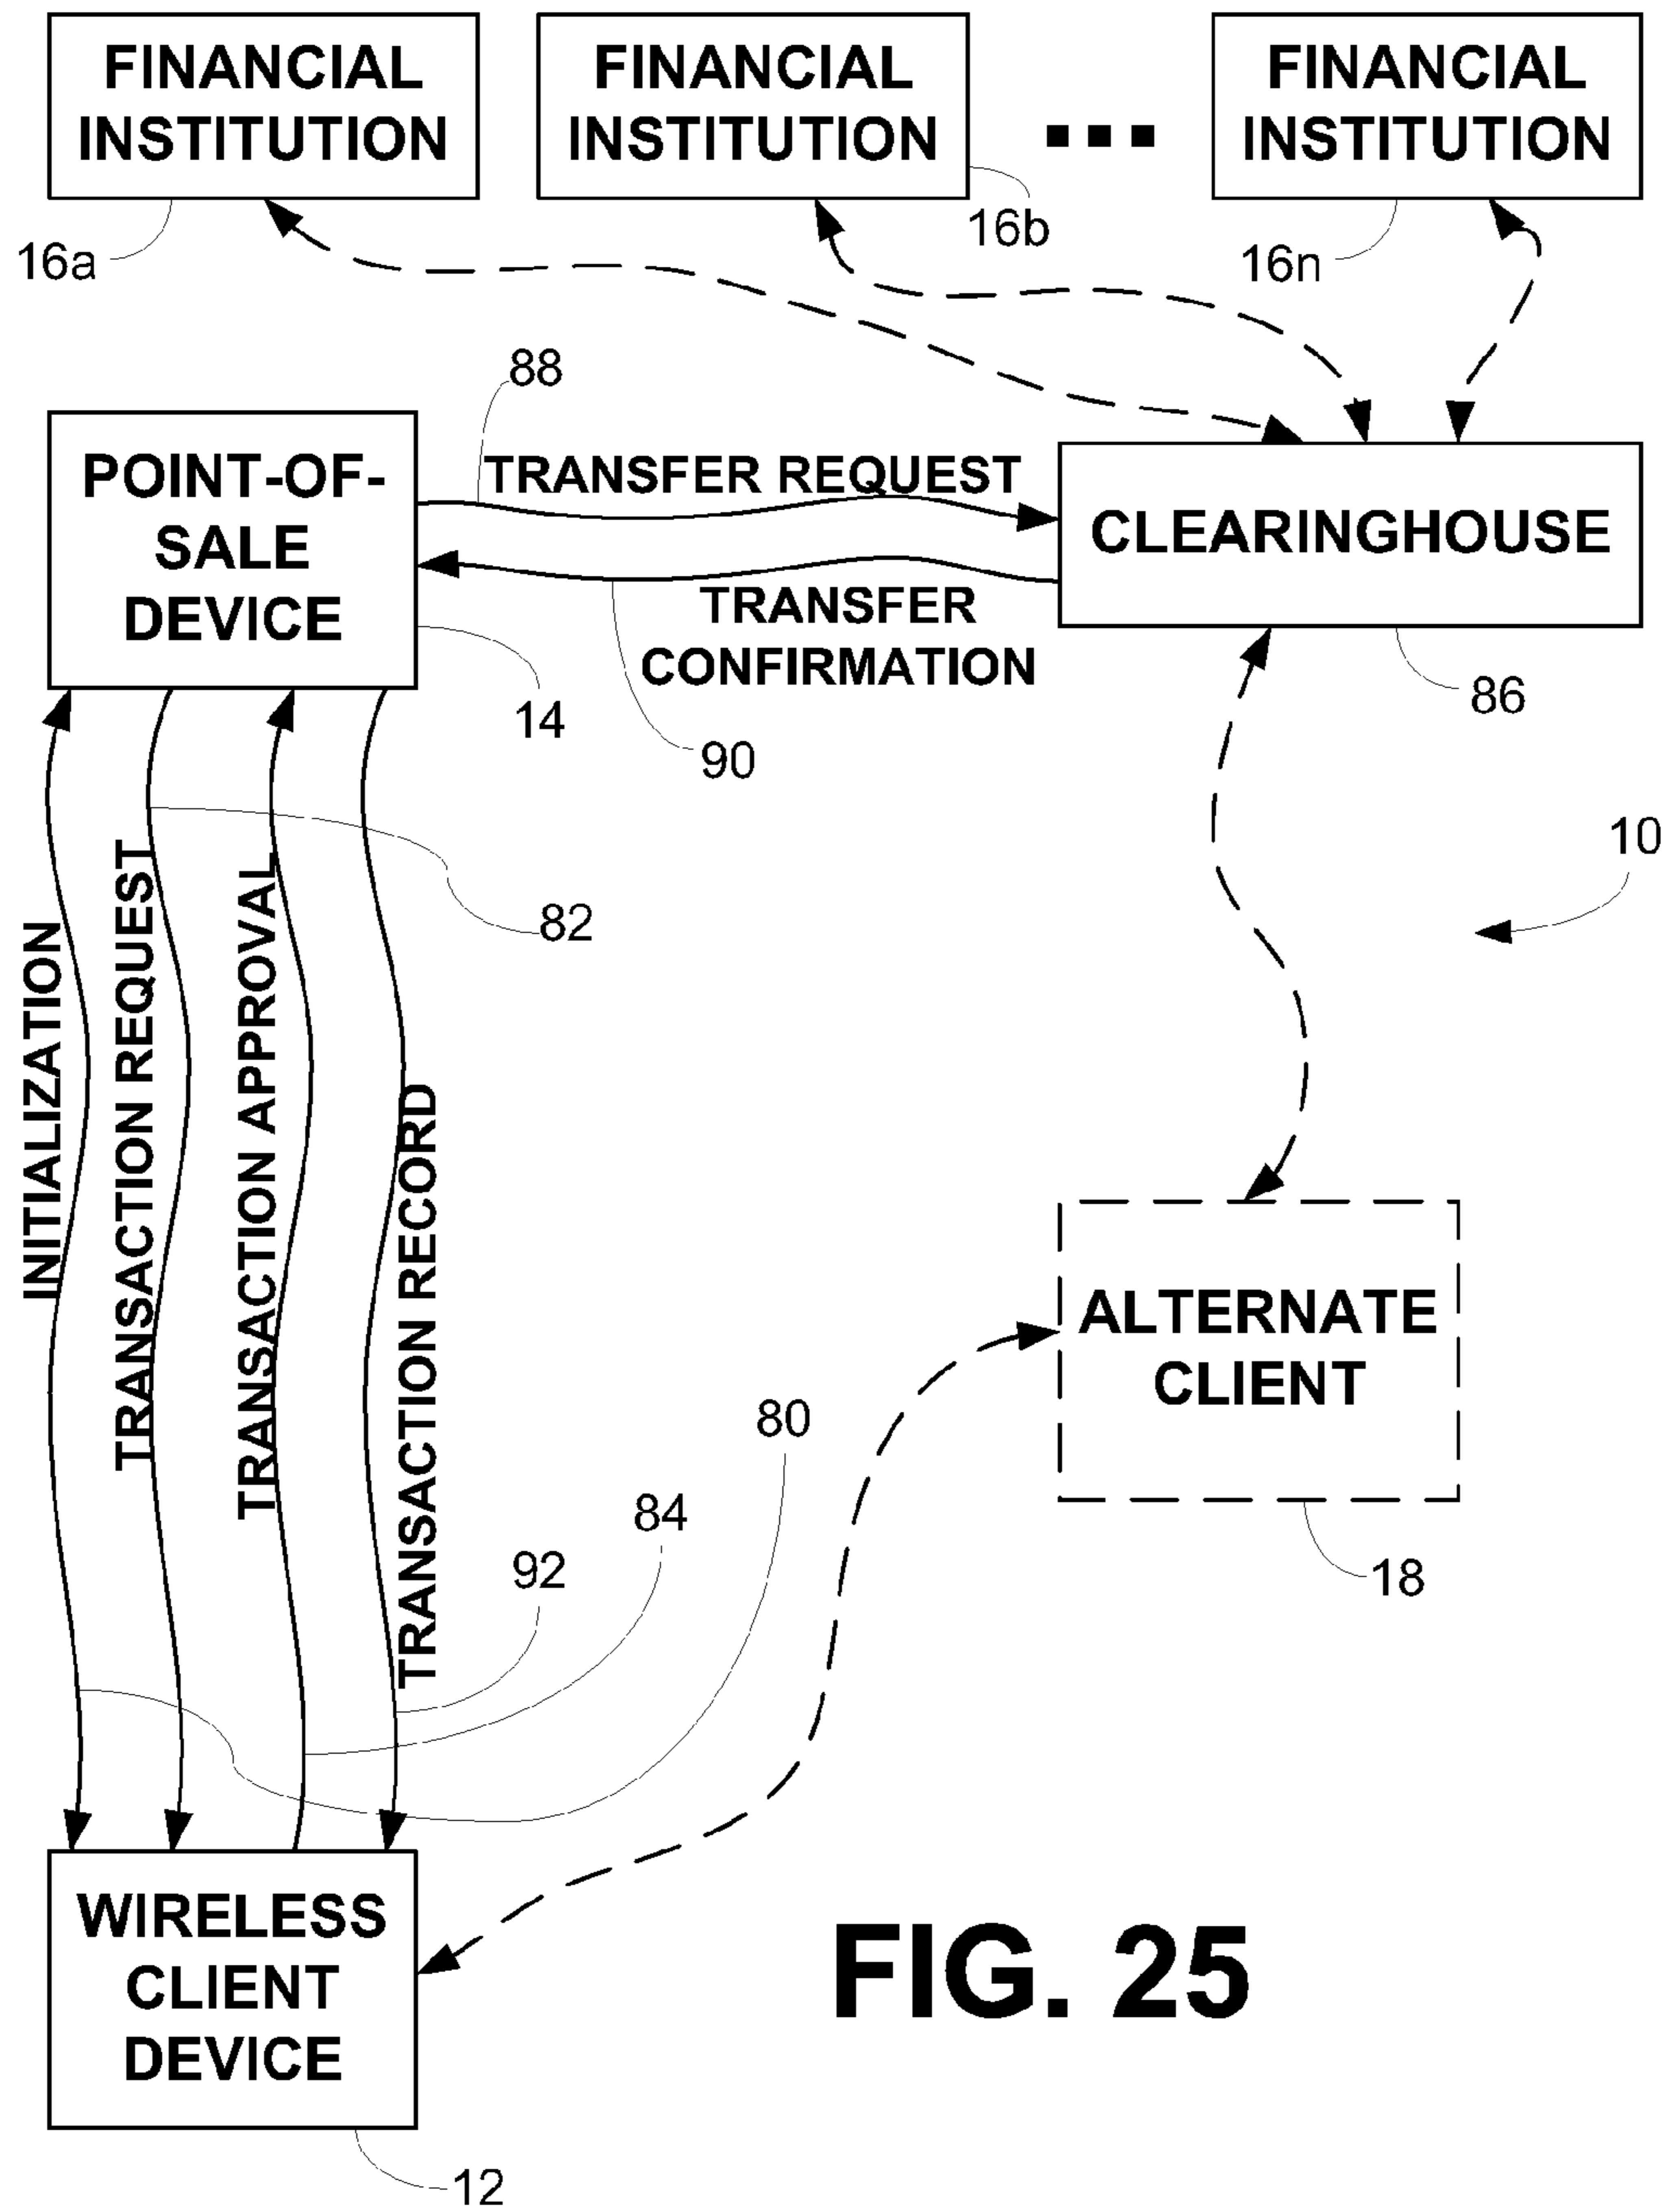 FINANCIAL
INSTITUTION
FINANCIAL
INSTITUTION
FINANCIAL
INSTITUTION
16a
16b
16n
88
POINT-OF-
SALE
DEVICE
TRANSFER REQUEST
CLEARINGHOUSE
TRANSFER
CONFIRMATION
14
90
86
10
82
INITIALIZATION
TRANSACTION REQUEST
TRANSACTION APPROVAL
TRANSACTION RECORD
ALTERNATE
CLIENT
80
84
92
18
WIRELESS
CLIENT
DEVICE
FIG. 25
12